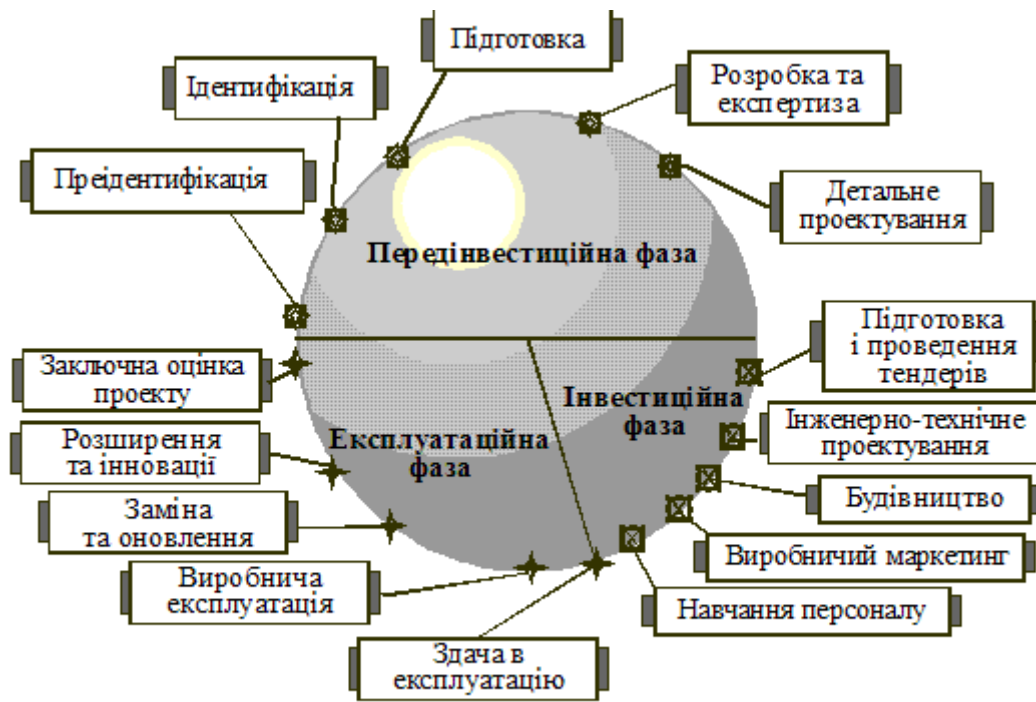 Підготовка
Ідентифікація
Розробка та
експертиза
Преідентифікація
Детальне
проектування
Передінвестиційна фаза
Підготовка
і проведення
тендерів
Заключна оцінка
проекту
Інвестиційна
фаза
Інженерно-технічне
проектування
Розширення
та інновації
Експлуатаційна
фаза
Будівництво
Заміна
та оновлення
Виробничий маркетинг
Виробнича
експлуатація
Навчання персоналу
Здача в
експлуатацію